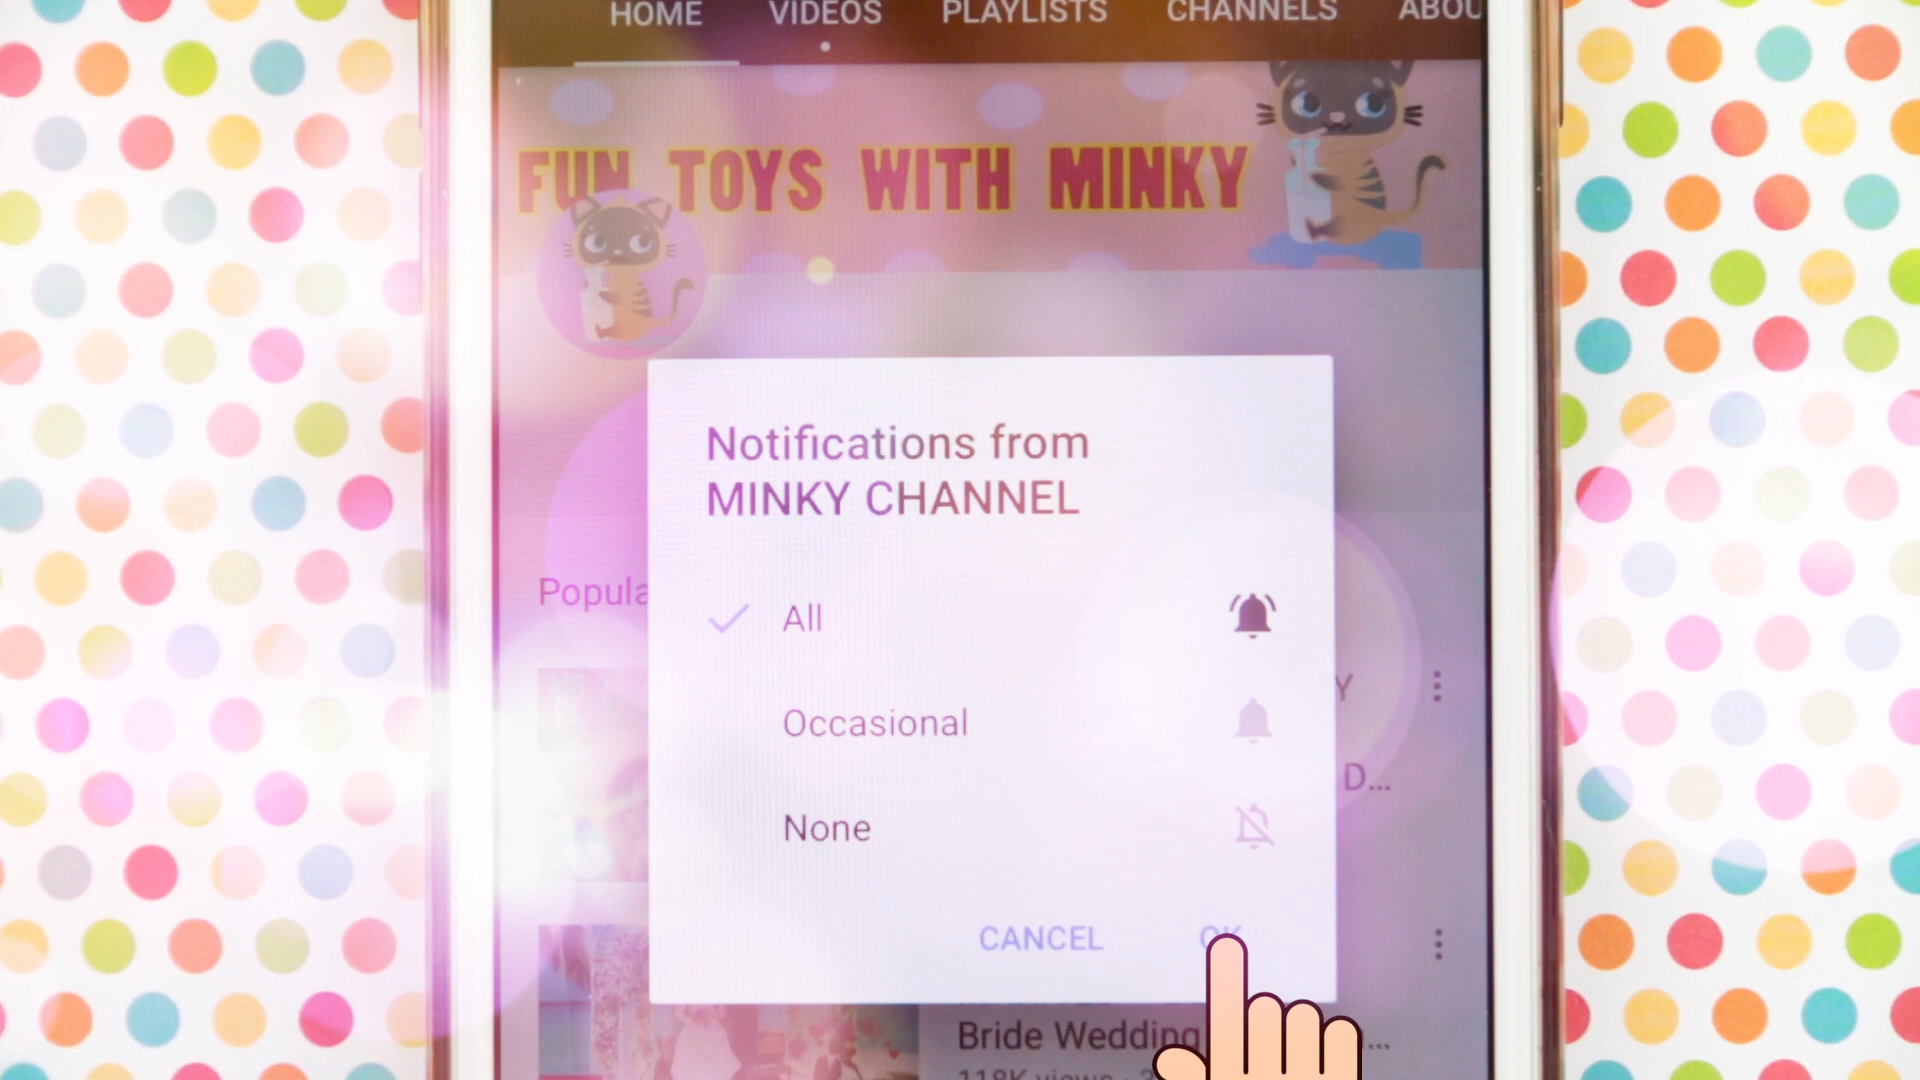 HOME VIDEOS PLAYLISTS CHANNELS ABOU
FUN TOYS WITH MINKY
Notifications from
MINKY CHANNEL
Popula
All
Y
Occasional
D...
None
CANCEL OK
Bride Wedding ...
118K views